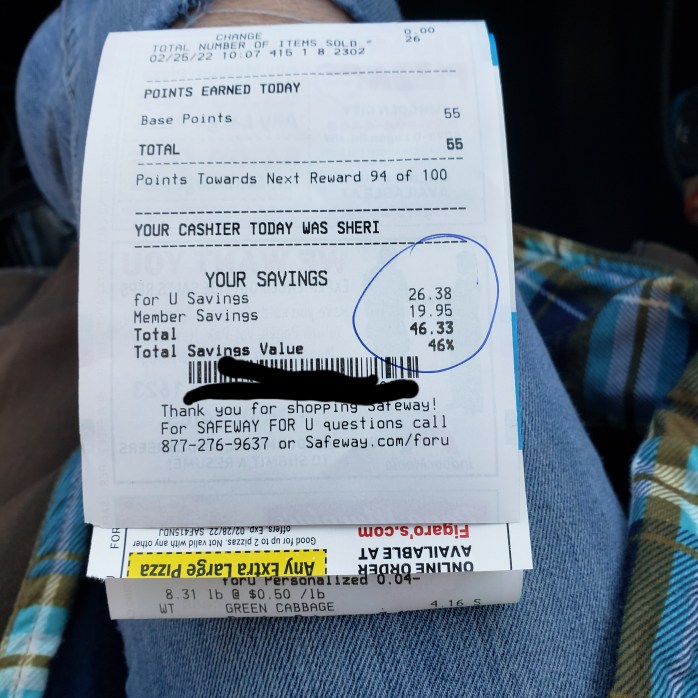 CHANGE 0.00
TOTAL NUMBER OF ITEMS SOLD = 26
02/25/22 10:07 415 1 8 2302
POINTS EARNED TODAY
Base Points 55
TOTAL 55
Points Towards Next Reward 94 of 100
YOUR CASHIER TODAY WAS SHERI
YOUR SAVINGS
for U Savings 26.38
Member Savings 19.95
Total 46.33
Total Savings Value 46%
Thank you for shopping Safeway!
For SAFEWAY FOR U questions call
877-276-9637 or Safeway.com/foru
FOR
Any Extra Large Pizza
Good for up to 2 pizzas. Not valid with any other
offers. Exp. 02/28/22. SAF415NDJ
ONLINE ORDER
AVAILABLE AT
Figaro's.com
foru Personalized 0.04-
8.31 lb @ $0.50 /lb
WT GREEN CABBAGE 4.16 S